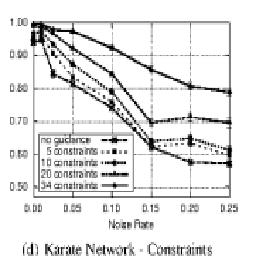 1.00
0.90
0.80
0.70
0.60
0.50
no guidance
5 constraints
10 constraints
20 constraints
34 constraints
0.00 0.05 0.10 0.15 0.20 0.25
Noise Rate
(d) Karate Network - Constraints